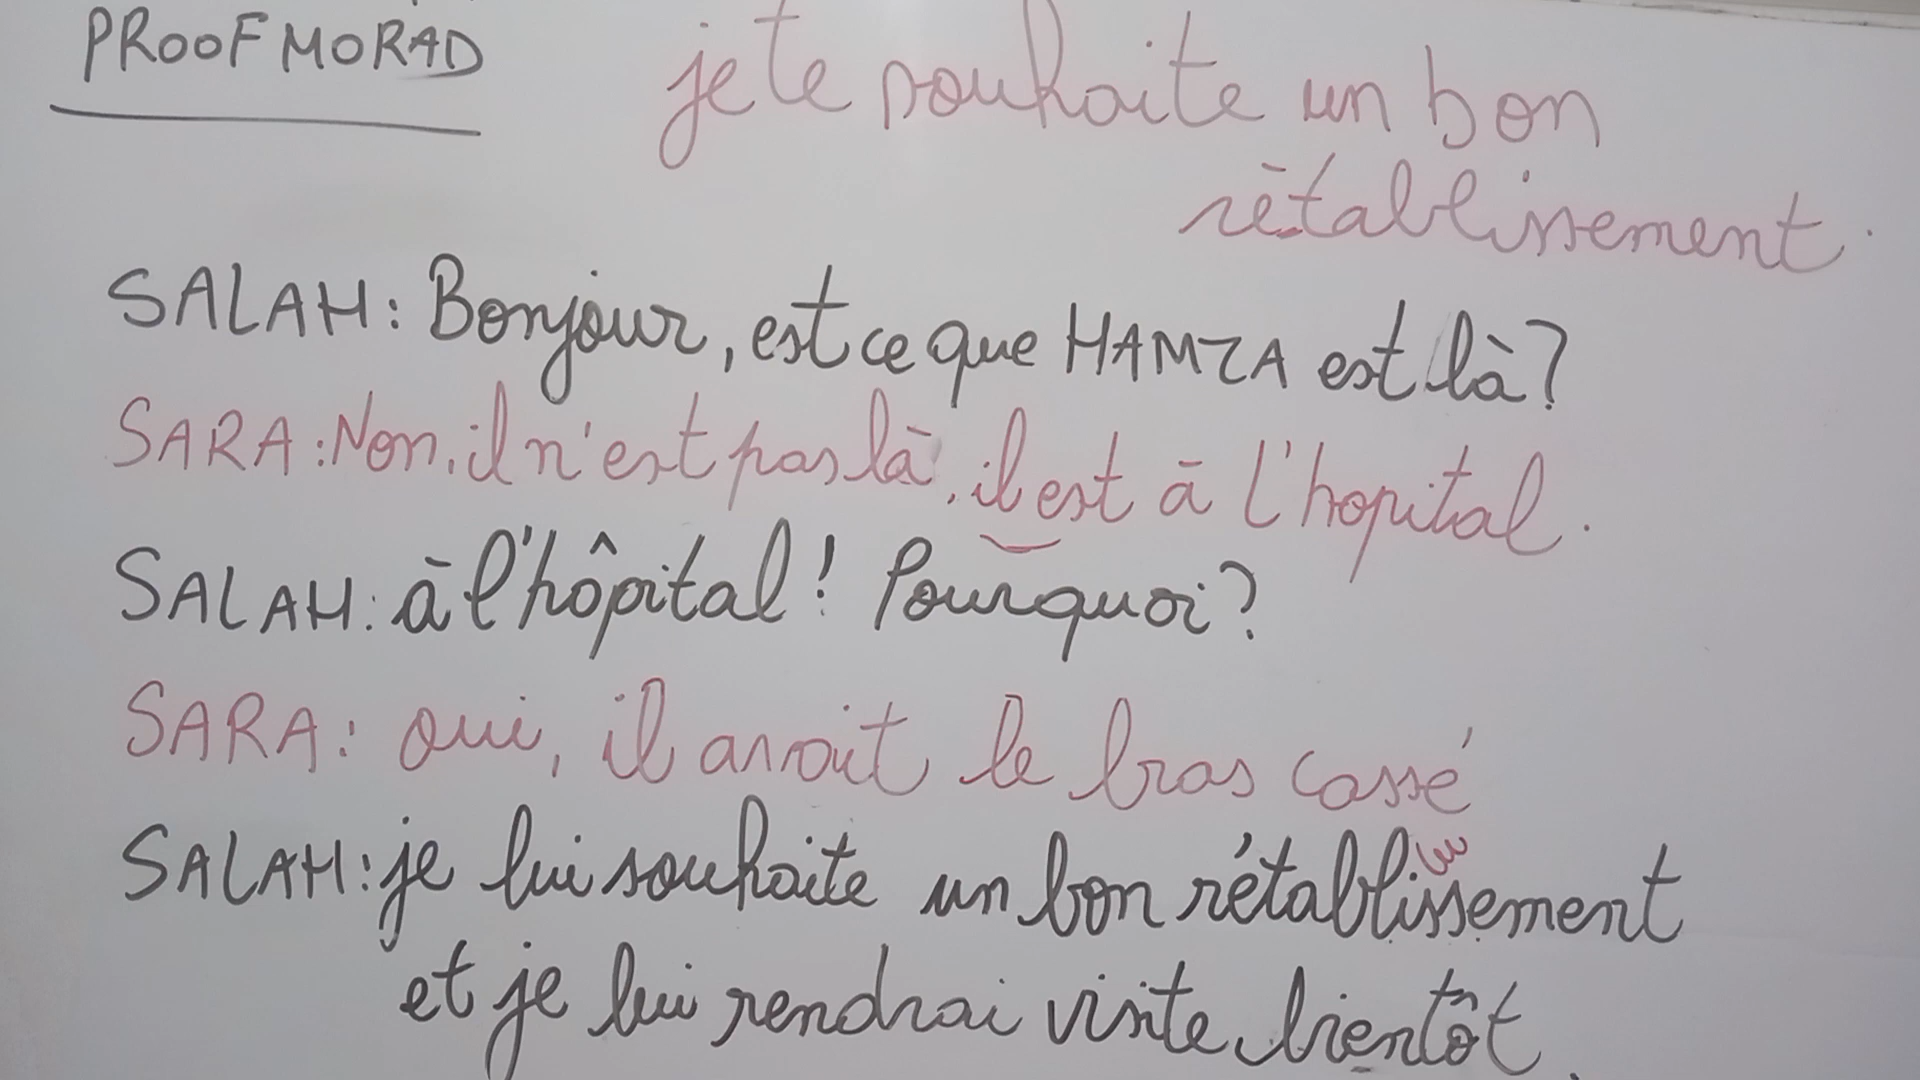 PROOF MORAD
je te souhaite un bon
rétablissement.
SALAH: Bonjour, est ce que HAMZA est là?
SARA: Non, il n'est pas là, il est à l'hopital.
SALAH: à l'hôpital! Pourquoi?
SARA: oui, il avait le bras cassé
SALAH: je lui souhaite un bon rétablissement
et je lui rendrai visite bientôt.